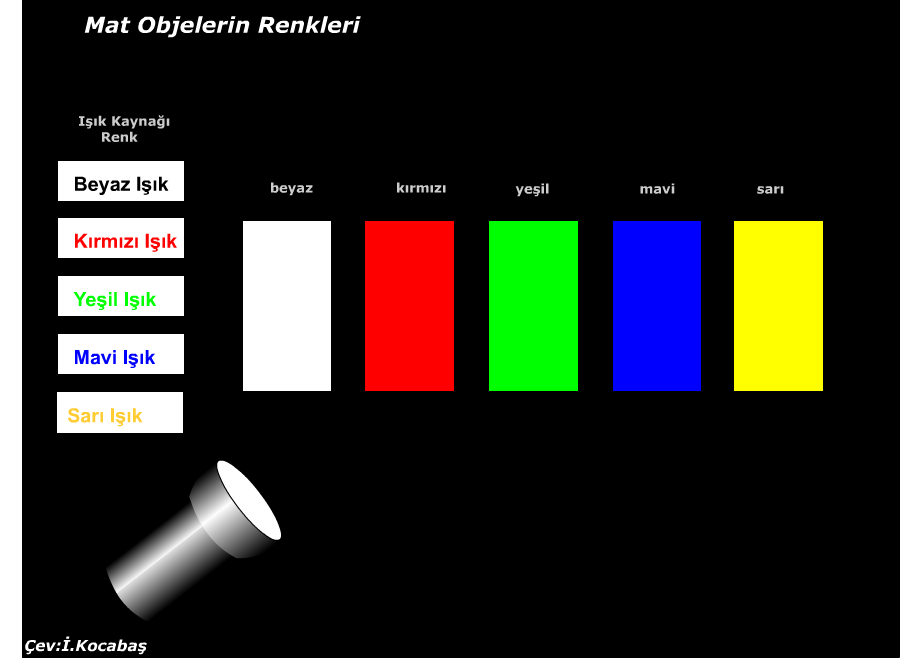 Mat Objelerin Renkleri
Işık Kaynağı
Renk
Beyaz Işık
Kırmızı Işık
Yeşil Işık
Mavi Işık
Sarı Işık
beyaz kırmızı yeşil mavi sarı
Çev:İ.Kocabaş